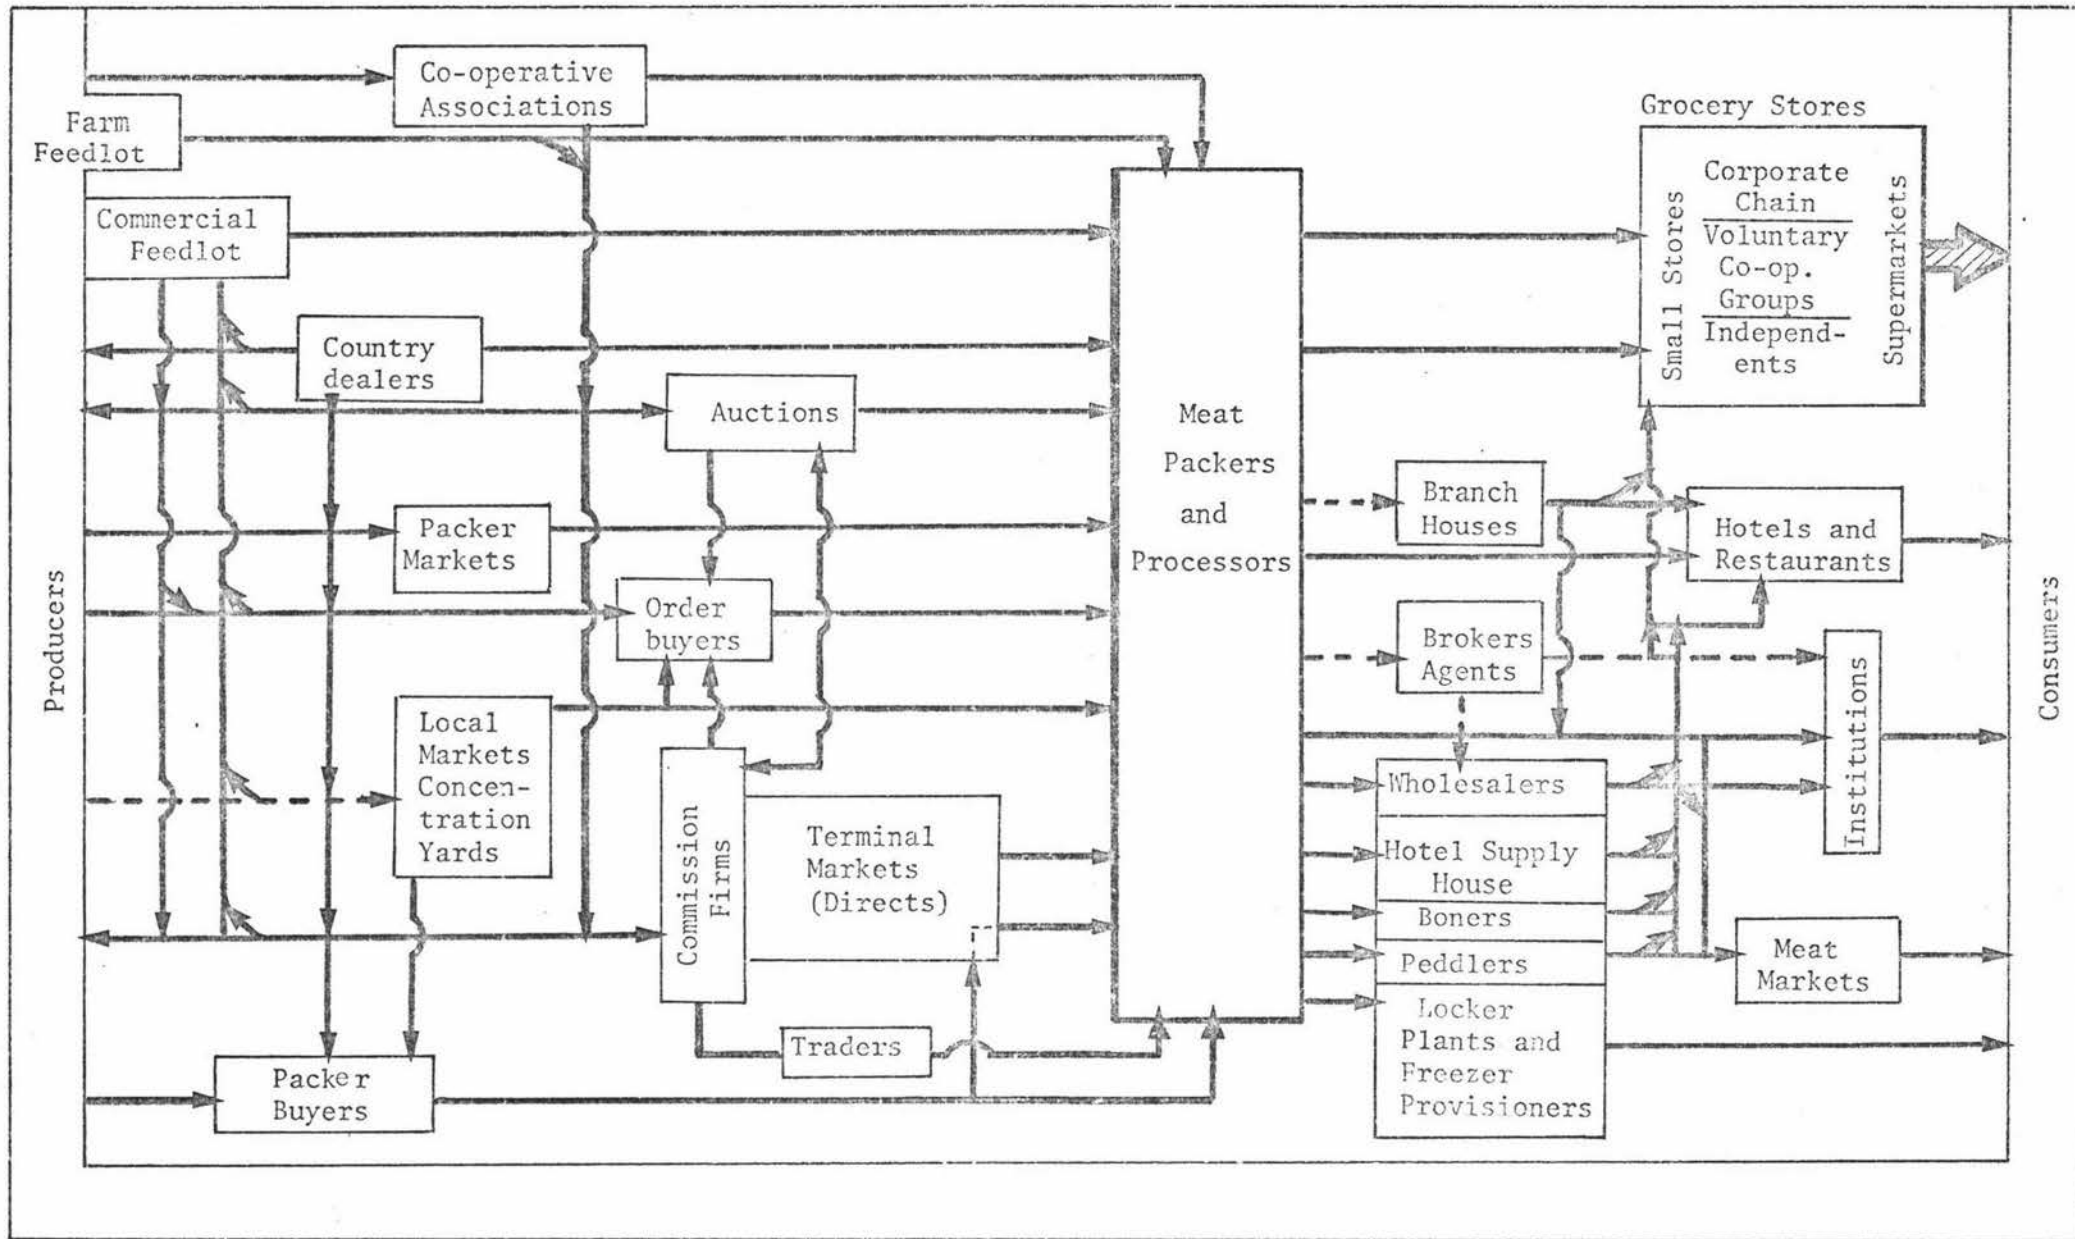 Producers
Farm
Feedlot
Commercial
Feedlot
Co-operative
Associations
Country
dealers
Auctions
Packer
Markets
Order
buyers
Local
Markets
Concen-
tration
Yards
Commission
Firms
Terminal
Markets
(Directs)
Traders
Packer
Buyers
Meat
Packers
and
Processors
Grocery Stores
Small Stores
Corporate
Chain
Voluntary
Co-op.
Groups
Independ-
ents
Supermarkets
Branch
Houses
Hotels and
Restaurants
Brokers
Agents
Institutions
Wholesalers
Hotel Supply
House
Boners
Peddlers
Locker
Plants and
Freezer
Provisioners
Meat
Markets
Consumers